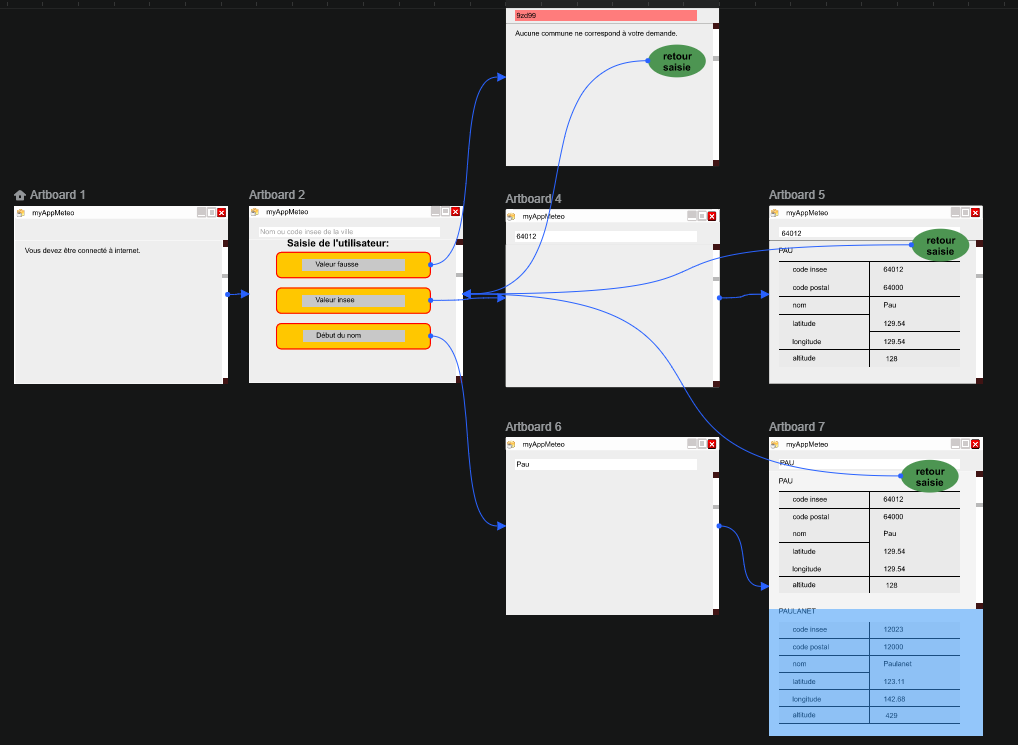 9zd99
Aucune commune ne correspond à votre demande.
retour
saisie
Artboard 1
myAppMeteo
Vous devez être connecté à internet.
Artboard 2
myAppMeteo
Nom ou code insee de la ville
Saisie de l'utilisateur:
Valeur fausse
Valeur insee
Début du nom
Artboard 4
myAppMeteo
64012
Artboard 5
myAppMeteo
64012
retour
saisie
PAU
code insee 64012
code postal 64000
nom Pau
latitude 129.54
longitude 129.54
altitude 128
Artboard 6
myAppMeteo
Pau
Artboard 7
myAppMeteo
PAU
retour
saisie
PAU
code insee 64012
code postal 64000
nom Pau
latitude 129.54
longitude 129.54
altitude 128
PAULANET
code insee 12023
code postal 12000
nom Paulanet
latitude 123.11
longitude 142.68
altitude 429